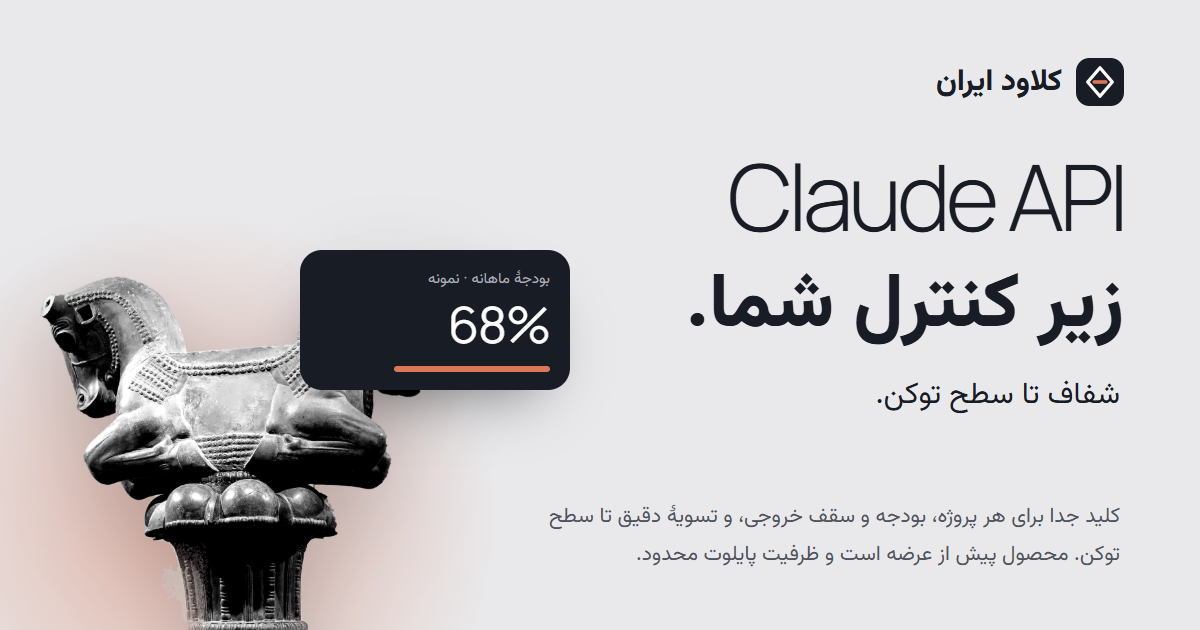 کلاود ایران
Claude API
زیر کنترل شما.
شفاف تا سطح توکن.
بودجهٔ ماهانه · نمونه
68%
کلید جدا برای هر پروژه، بودجه و سقف خروجی، و تسویهٔ دقیق تا سطح
توکن. محصول پیش از عرضه است و ظرفیت پایلوت محدود.